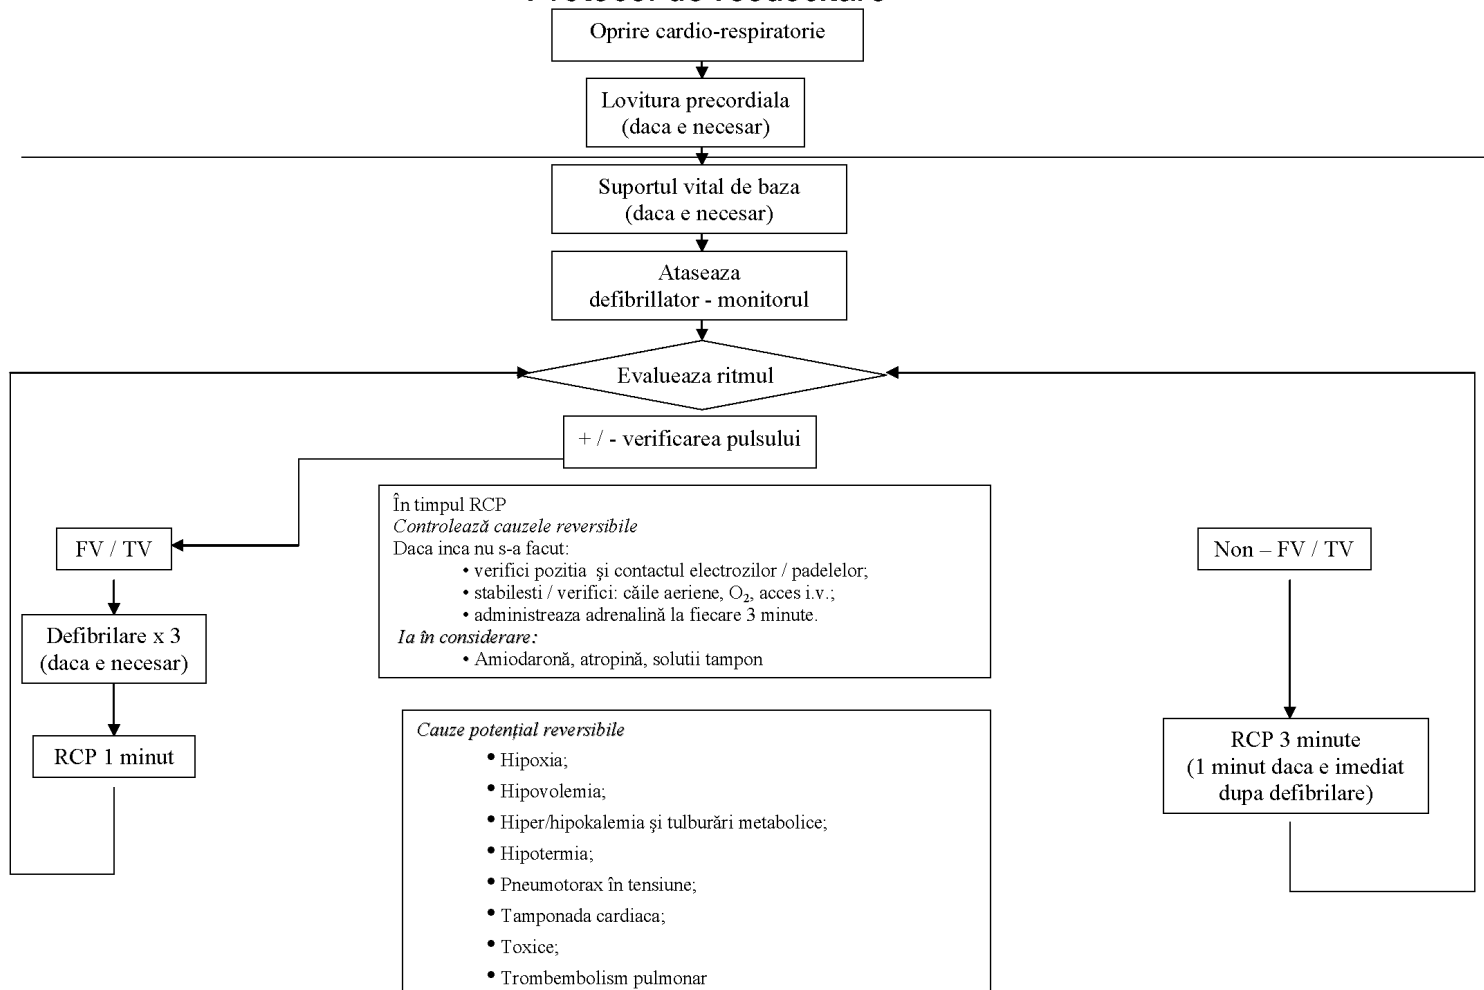 Oprire cardio-respiratorie
Lovitura precordiala
(daca e necesar)
Suportul vital de baza
(daca e necesar)
Ataseaza
defibrillator - monitorul
Evalueaza ritmul
+ / - verificarea pulsului
FV / TV
Defibrilare x 3
(daca e necesar)
RCP 1 minut
În timpul RCP
Controlează cauzele reversibile
Daca inca nu s-a facut:
• verifici pozitia şi contactul electrozilor / padelelor;
• stabilesti / verifici: căile aeriene, O₂, acces i.v.;
• administreaza adrenalină la fiecare 3 minute.
Ia în considerare:
• Amiodaronă, atropină, solutii tampon
Cauze potenţial reversibile
• Hipoxia;
• Hipovolemia;
• Hiper/hipokalemia şi tulburări metabolice;
• Hipotermia;
• Pneumotorax în tensiune;
• Tamponada cardiaca;
• Toxice;
• Trombembolism pulmonar
Non – FV / TV
RCP 3 minute
(1 minut daca e imediat
dupa defibrilare)